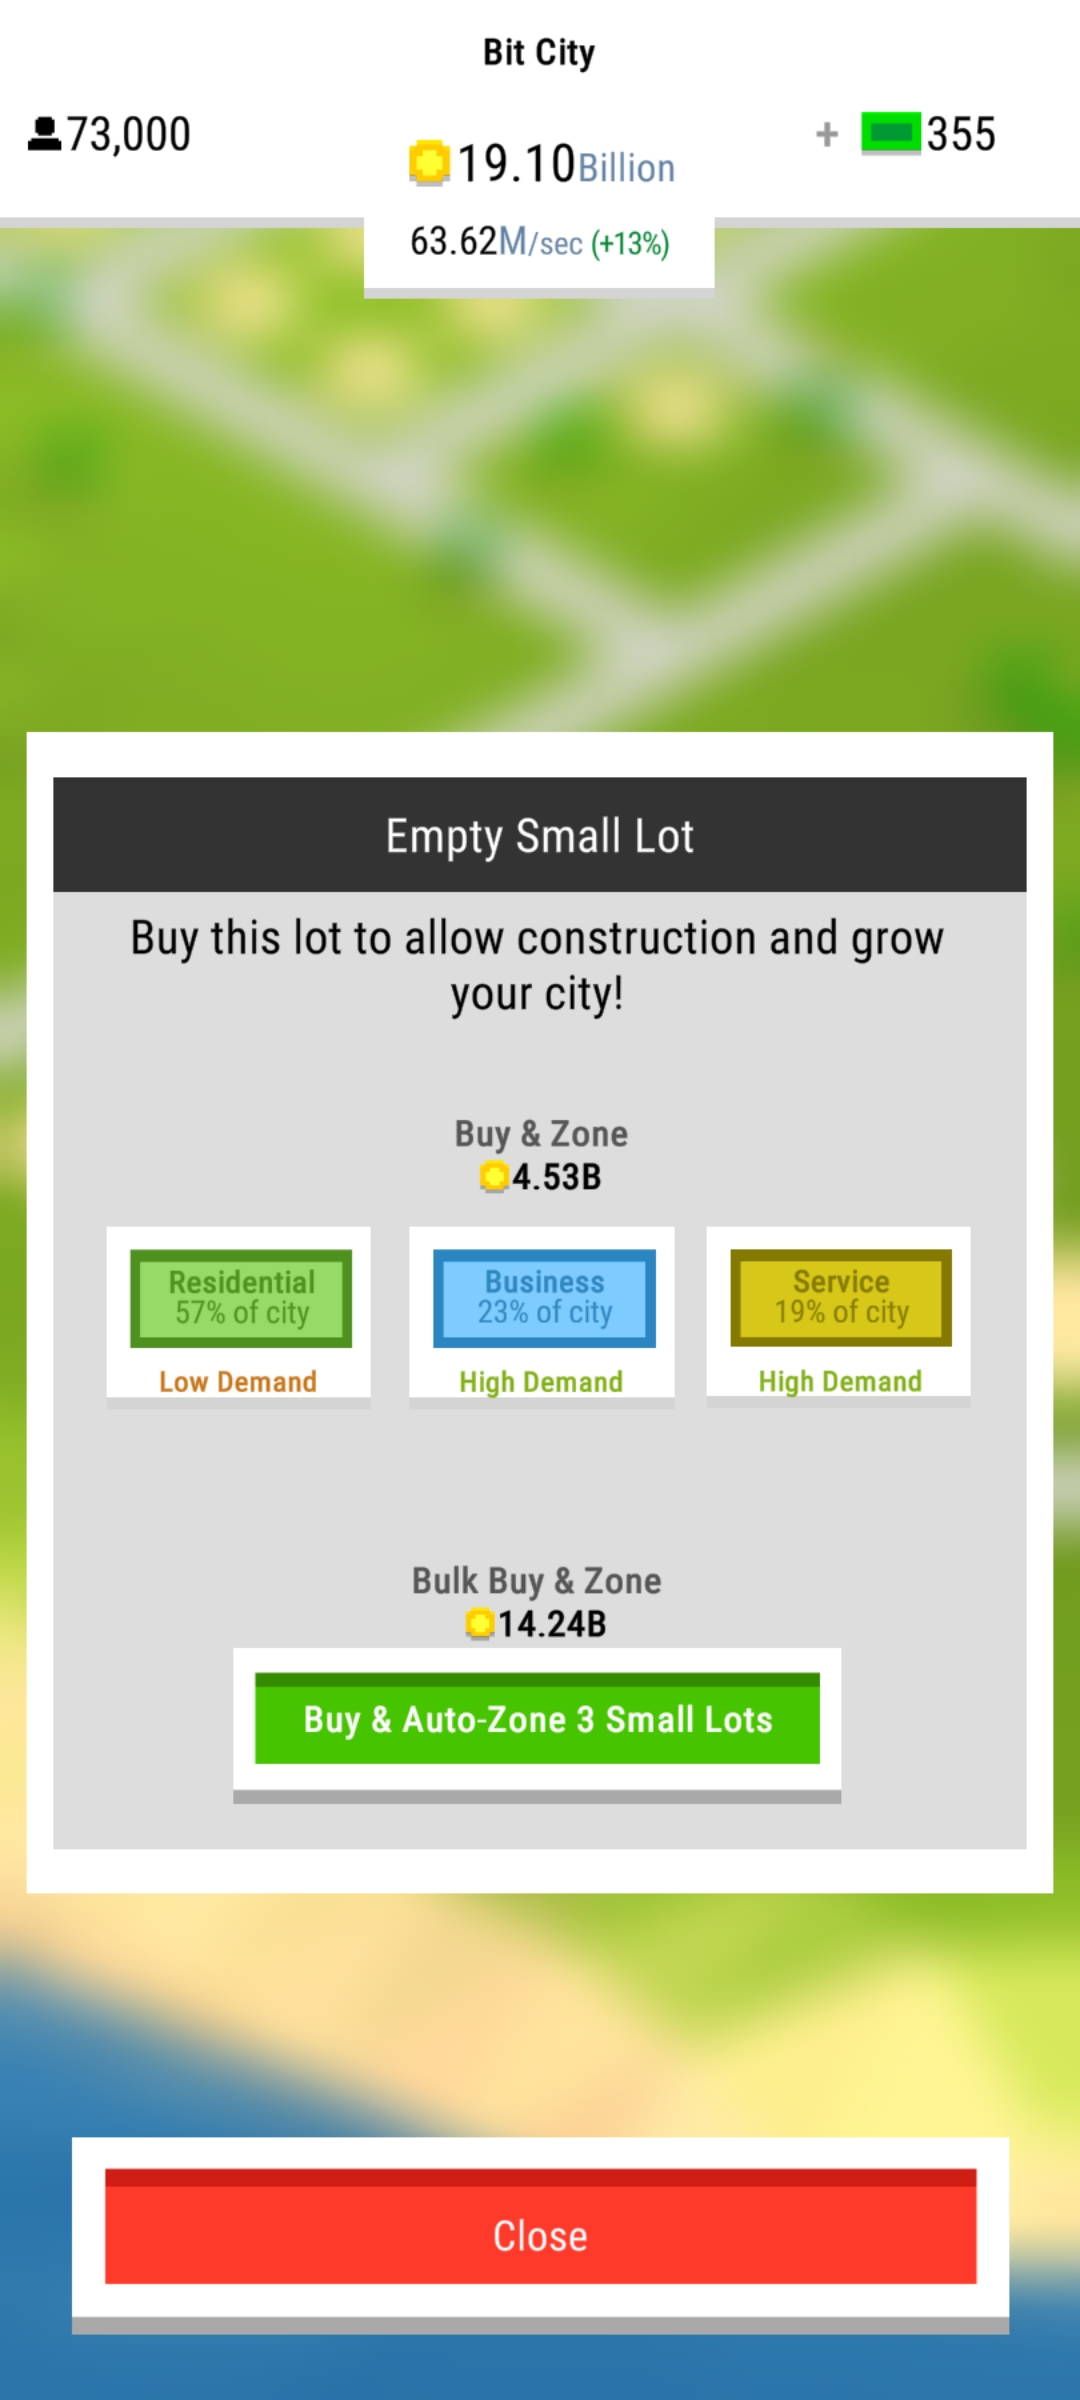 Bit City
73,000
19.10Billion
+ 355
63.62M/sec (+13%)
Empty Small Lot
Buy this lot to allow construction and grow
your city!
Buy & Zone
4.53B
Residential
57% of city
Low Demand
Business
23% of city
High Demand
Service
19% of city
High Demand
Bulk Buy & Zone
14.24B
Buy & Auto-Zone 3 Small Lots
Close